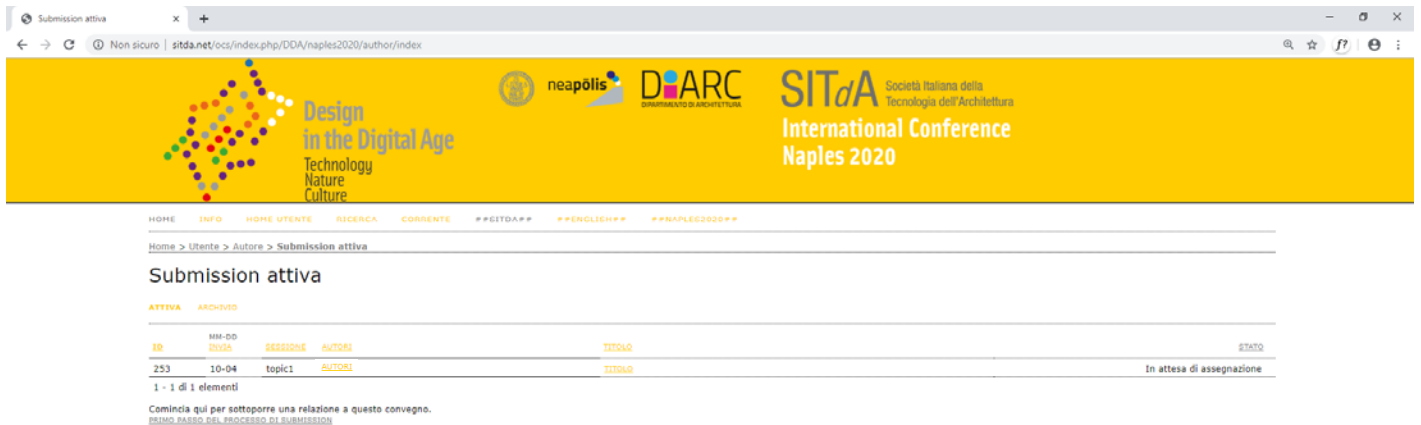 Submission attiva
Non sicuro | sitda.net/ocs/index.php/DDA/naples2020/author/index
f?
Design
in the Digital Age
Technology
Nature
Culture
neapōlis
DiARC
DIPARTIMENTO DI ARCHITETTURA
SITdA Società Italiana della
Tecnologia dell'Architettura
International Conference
Naples 2020
HOME INFO HOME UTENTE RICERCA CORRENTE ##SITDA## ##ENGLICH## ##NAPLES2020##
Home > Utente > Autore > Submission attiva
Submission attiva
ATTIVA ARCHIVIO
MM-DD
ID INVIA SESSIONE AUTORI TITOLO STATO
253 10-04 topic1 AUTORI TITOLO In attesa di assegnazione
1 - 1 di 1 elementi
Comincia qui per sottoporre una relazione a questo convegno.
PRIMO PASSO DEL PROCESSO DI SUBMISSION